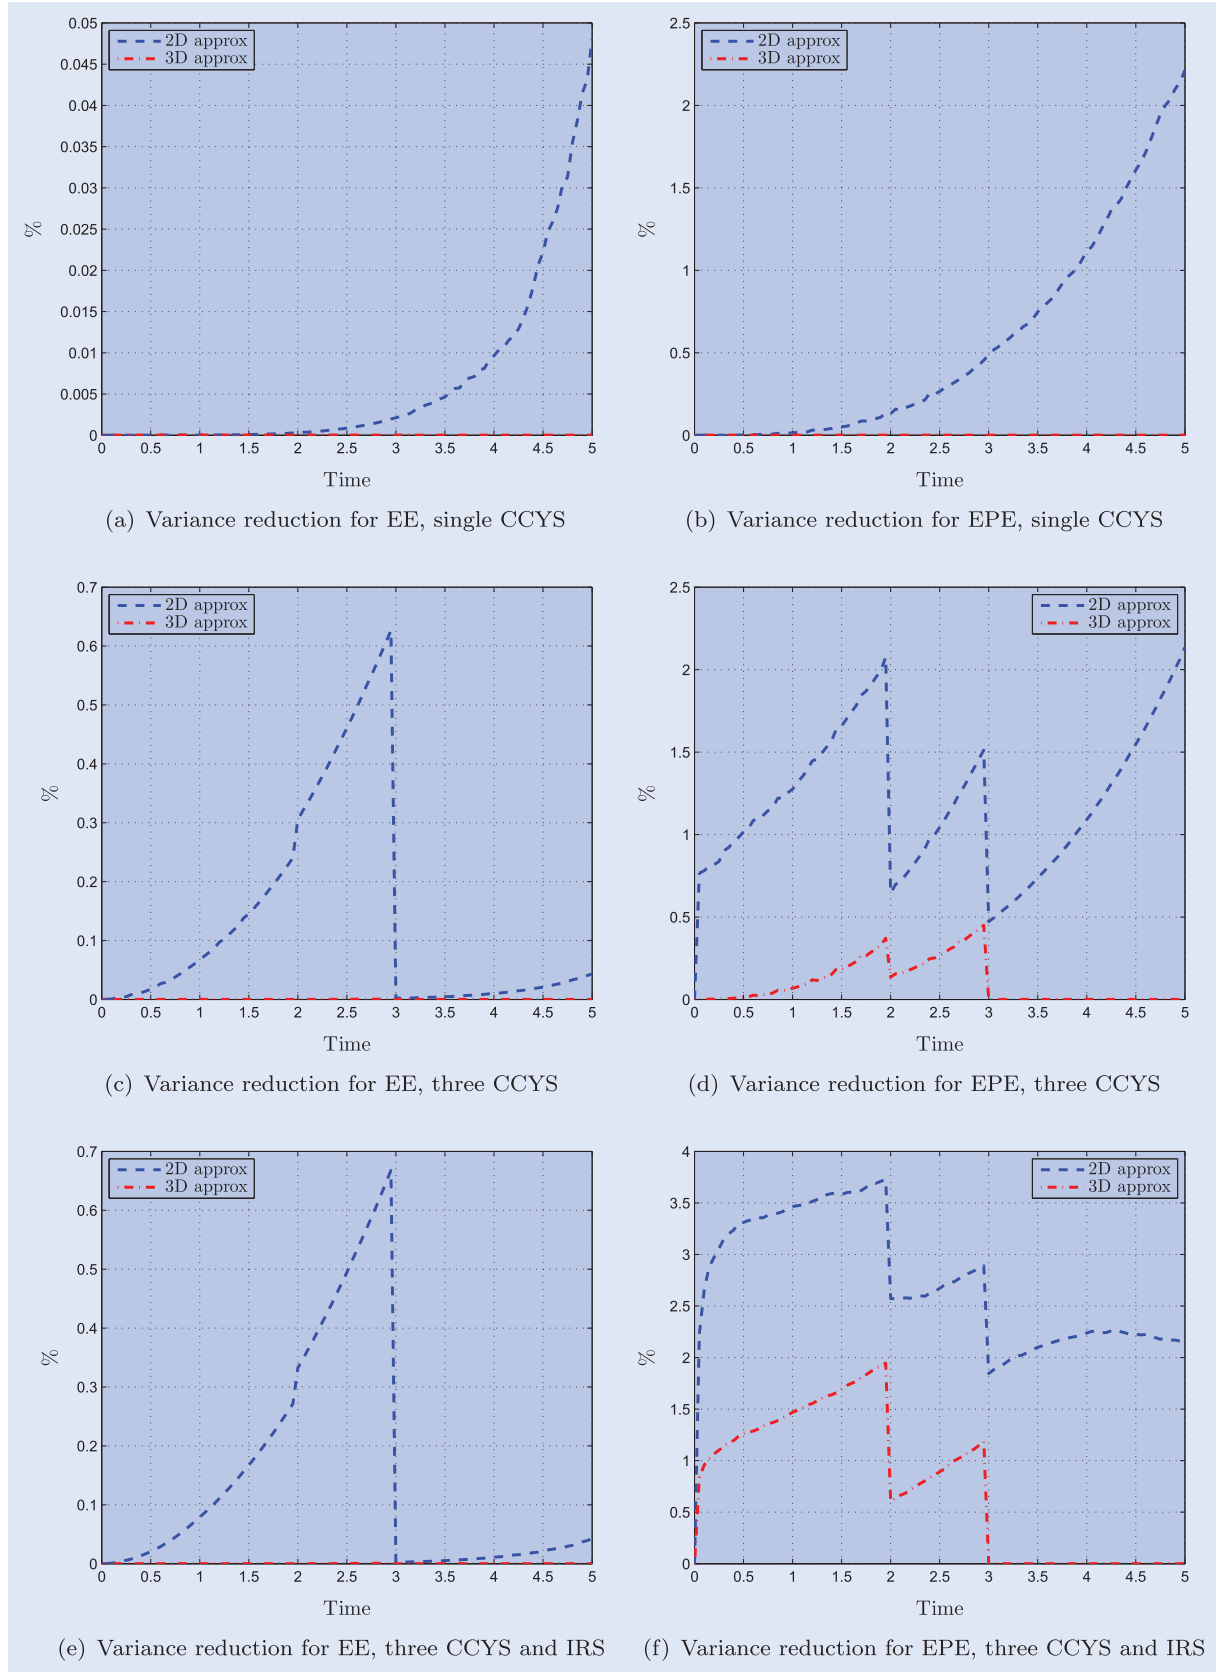 0.05
0.045
0.04
0.035
0.03
0.025
0.02
0.015
0.01
0.005
0
%
2D approx
3D approx
0 0.5 1 1.5 2 2.5 3 3.5 4 4.5 5
Time
(a) Variance reduction for EE, single CCYS
2.5
2
1.5
1
0.5
0
%
2D approx
3D approx
0 0.5 1 1.5 2 2.5 3 3.5 4 4.5 5
Time
(b) Variance reduction for EPE, single CCYS
0.7
0.6
0.5
0.4
0.3
0.2
0.1
0
%
2D approx
3D approx
0 0.5 1 1.5 2 2.5 3 3.5 4 4.5 5
Time
(c) Variance reduction for EE, three CCYS
2.5
2
1.5
1
0.5
0
%
2D approx
3D approx
0 0.5 1 1.5 2 2.5 3 3.5 4 4.5 5
Time
(d) Variance reduction for EPE, three CCYS
0.7
0.6
0.5
0.4
0.3
0.2
0.1
0
%
2D approx
3D approx
0 0.5 1 1.5 2 2.5 3 3.5 4 4.5 5
Time
(e) Variance reduction for EE, three CCYS and IRS
4
3.5
3
2.5
2
1.5
1
0.5
0
%
2D approx
3D approx
0 0.5 1 1.5 2 2.5 3 3.5 4 4.5 5
Time
(f) Variance reduction for EPE, three CCYS and IRS